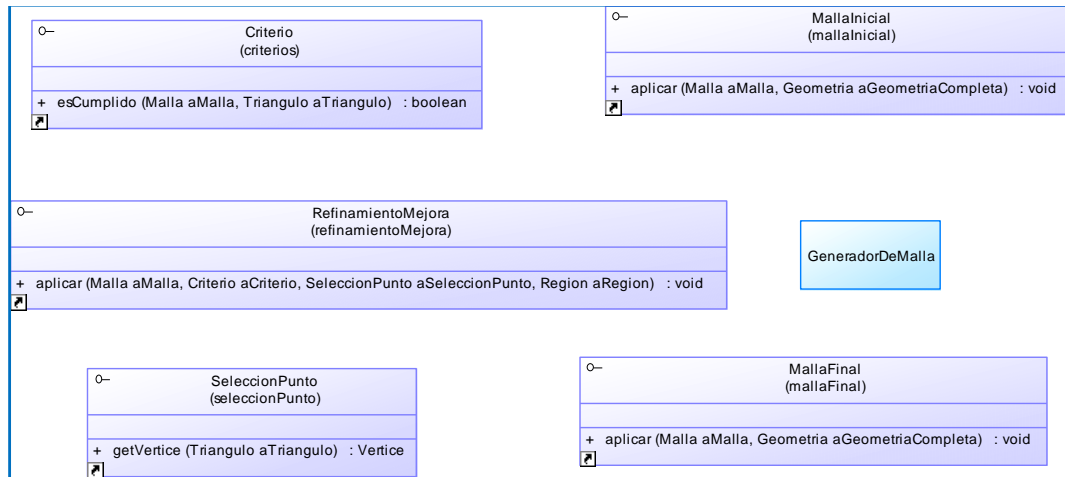 Criterio
(criterios)
+ esCumplido (Malla aMalla, Triangulo aTriangulo) : boolean
MallaInicial
(mallaInicial)
+ aplicar (Malla aMalla, Geometria aGeometriaCompleta) : void
RefinamientoMejora
(refinamientoMejora)
+ aplicar (Malla aMalla, Criterio aCriterio, SeleccionPunto aSeleccionPunto, Region aRegion) : void
GeneradorDeMalla
SeleccionPunto
(seleccionPunto)
+ getVertice (Triangulo aTriangulo) : Vertice
MallaFinal
(mallaFinal)
+ aplicar (Malla aMalla, Geometria aGeometriaCompleta) : void